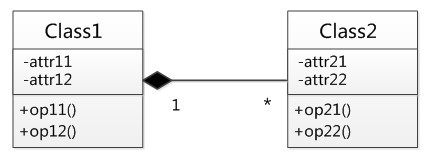 Class1
-attr11
-attr12
+op11()
+op12()
1
*
Class2
-attr21
-attr22
+op21()
+op22()